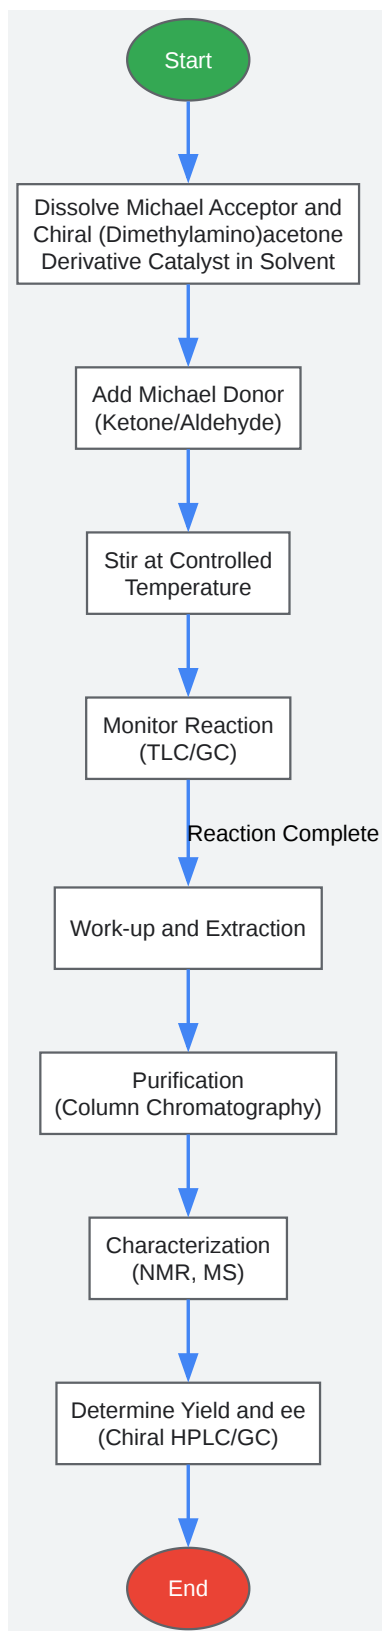 Start
Dissolve Michael Acceptor and
Chiral (Dimethylamino)acetone
Derivative Catalyst in Solvent
Add Michael Donor
(Ketone/Aldehyde)
Stir at Controlled
Temperature
Monitor Reaction
(TLC/GC)
Reaction Complete
Work-up and Extraction
Purification
(Column Chromatography)
Characterization
(NMR, MS)
Determine Yield and ee
(Chiral HPLC/GC)
End